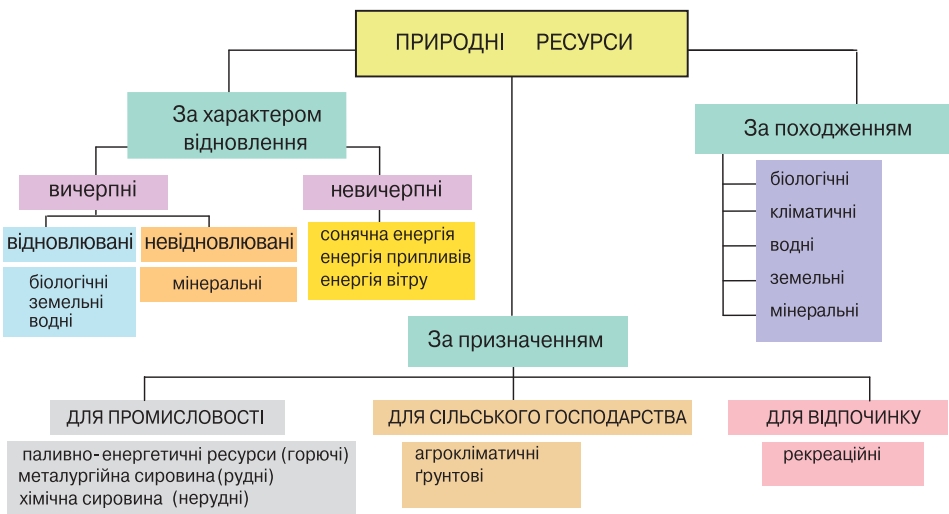 ПРИРОДНІ РЕСУРСИ
За характером
відновлення
вичерпні
невичерпні
відновлювані
невідновлювані
біологічні
земельні
водні
мінеральні
сонячна енергія
енергія припливів
енергія вітру
За походженням
біологічні
кліматичні
водні
земельні
мінеральні
За призначенням
ДЛЯ ПРОМИСЛОВОСТІ
паливно-енергетичні ресурси (горючі)
металургійна сировина (рудні)
хімічна сировина (нерудні)
ДЛЯ СІЛЬСЬКОГО ГОСПОДАРСТВА
агрокліматичні
ґрунтові
ДЛЯ ВІДПОЧИНКУ
рекреаційні